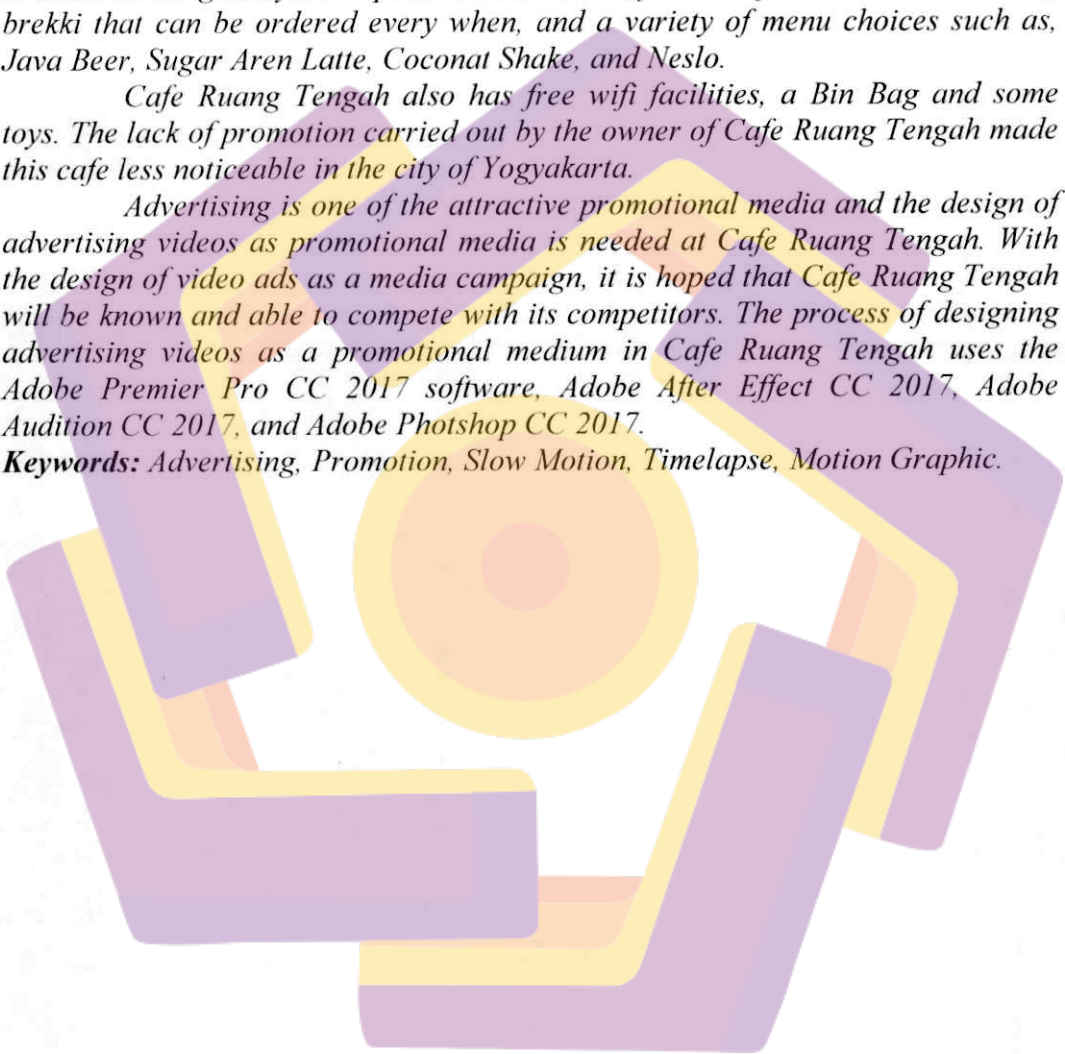 brekki that can be ordered every when, and a variety of menu choices such as,
Java Beer, Sugar Aren Latte, Coconat Shake, and Neslo.
Cafe Ruang Tengah also has free wifi facilities, a Bin Bag and some
toys. The lack of promotion carried out by the owner of Cafe Ruang Tengah made
this cafe less noticeable in the city of Yogyakarta.
Advertising is one of the attractive promotional media and the design of
advertising videos as promotional media is needed at Cafe Ruang Tengah. With
the design of video ads as a media campaign, it is hoped that Cafe Ruang Tengah
will be known and able to compete with its competitors. The process of designing
advertising videos as a promotional medium in Cafe Ruang Tengah uses the
Adobe Premier Pro CC 2017 software, Adobe After Effect CC 2017, Adobe
Audition CC 2017, and Adobe Photshop CC 2017.
Keywords: Advertising, Promotion, Slow Motion, Timelapse, Motion Graphic.